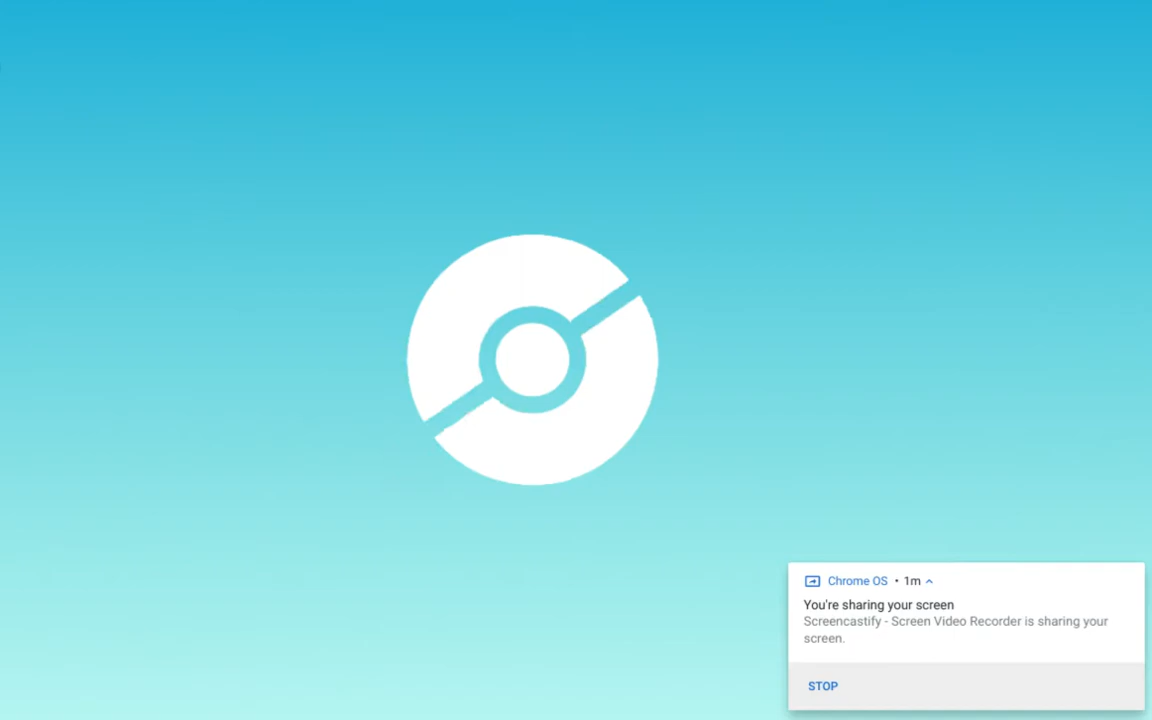 Chrome OS • 1m
You're sharing your screen
Screencastify - Screen Video Recorder is sharing your
screen.
STOP